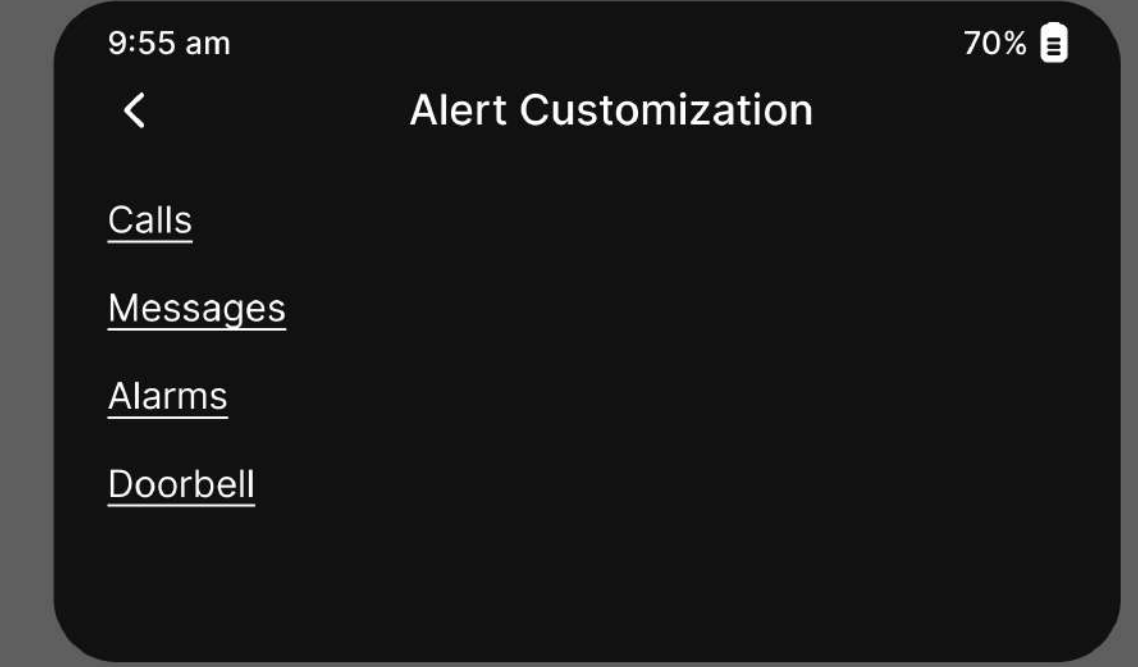 9:55 am 70%
Alert Customization
Calls
Messages
Alarms
Doorbell